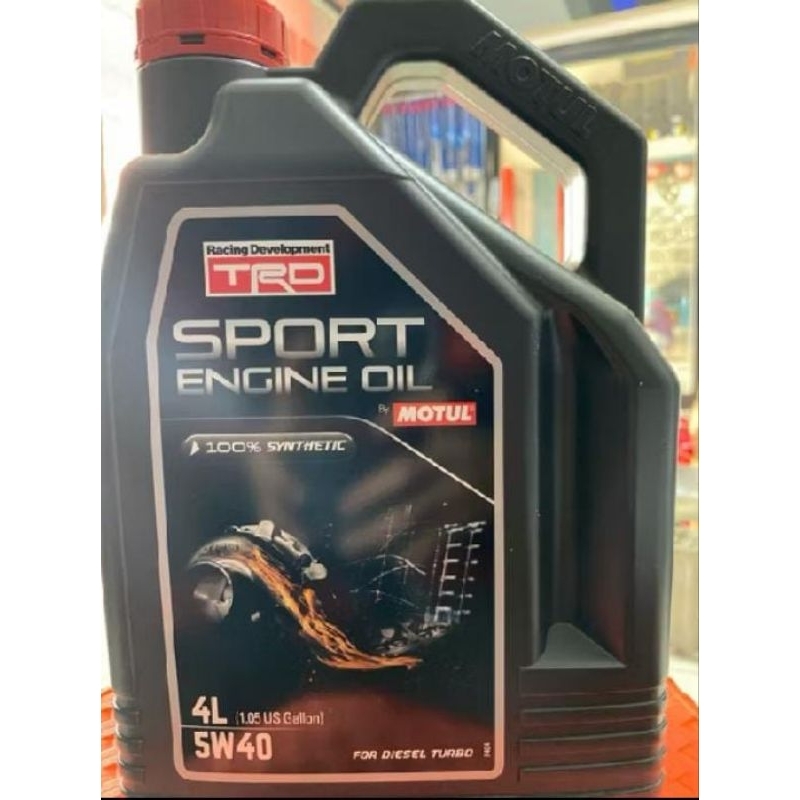 MOTUL
Racing Development
TRD
SPORT
ENGINE OIL
By MOTUL
100% SYNTHETIC
4L (1.05 US Gallon)
5W40
FOR DIESEL TURBO